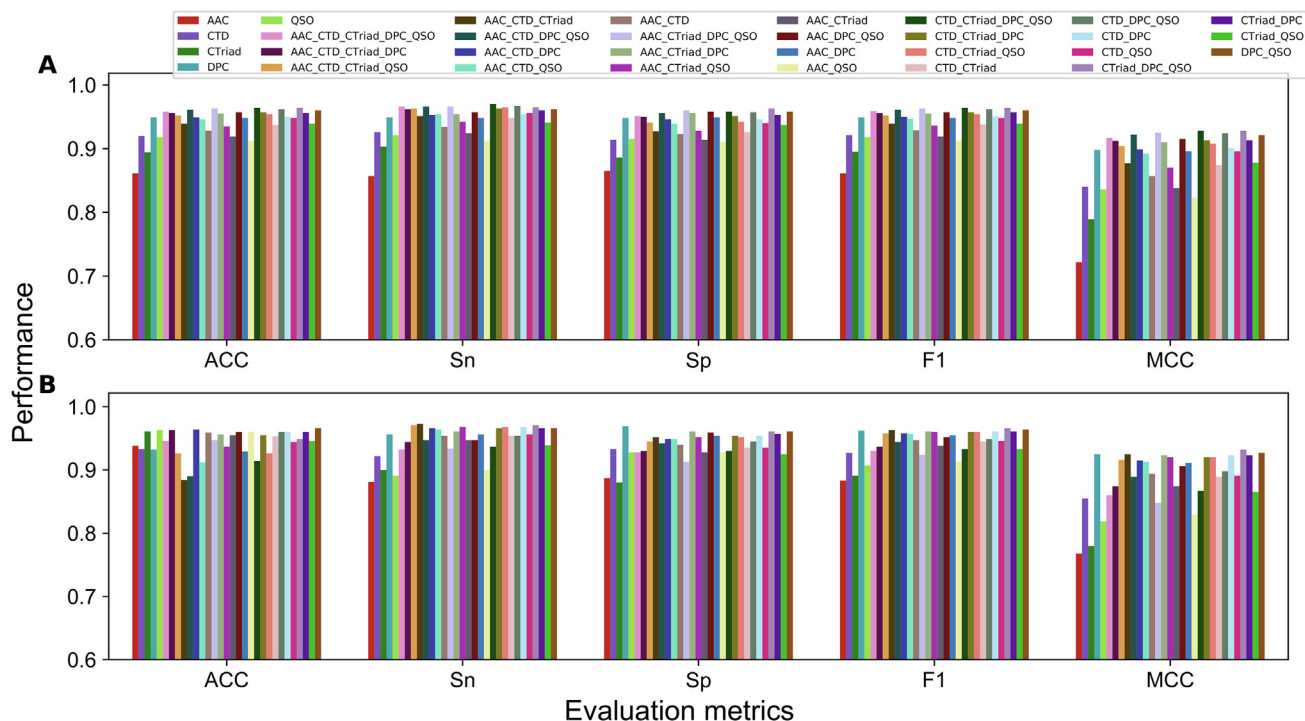 AAC QSO AAC_CTD_CTriad AAC_CTD AAC_CTriad CTD_CTriad_DPC_QSO CTD_DPC_QSO CTriad_DPC
CTD AAC_CTD_CTriad_DPC_QSO AAC_CTD_DPC_QSO AAC_CTriad_DPC_QSO AAC_DPC_QSO CTD_CTriad_DPC CTD_DPC CTriad_QSO
CTriad AAC_CTD_CTriad_DPC AAC_CTD_DPC AAC_CTriad_DPC AAC_DPC CTD_CTriad_QSO CTD_QSO DPC_QSO
DPC AAC_CTD_CTriad_QSO AAC_CTD_QSO AAC_CTriad_QSO AAC_QSO CTD_CTriad CTriad_DPC_QSO
A
1.0
0.9
0.8
0.7
0.6
ACC Sn Sp F1 MCC
B
1.0
0.9
0.8
0.7
0.6
ACC Sn Sp F1 MCC
Performance
Evaluation metrics